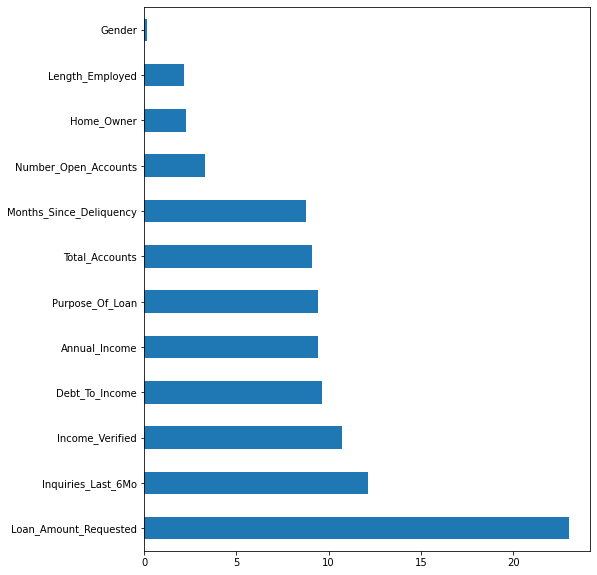 Gender
Length_Employed
Home_Owner
Number_Open_Accounts
Months_Since_Deliquency
Total_Accounts
Purpose_Of_Loan
Annual_Income
Debt_To_Income
Income_Verified
Inquiries_Last_6Mo
Loan_Amount_Requested
0 5 10 15 20